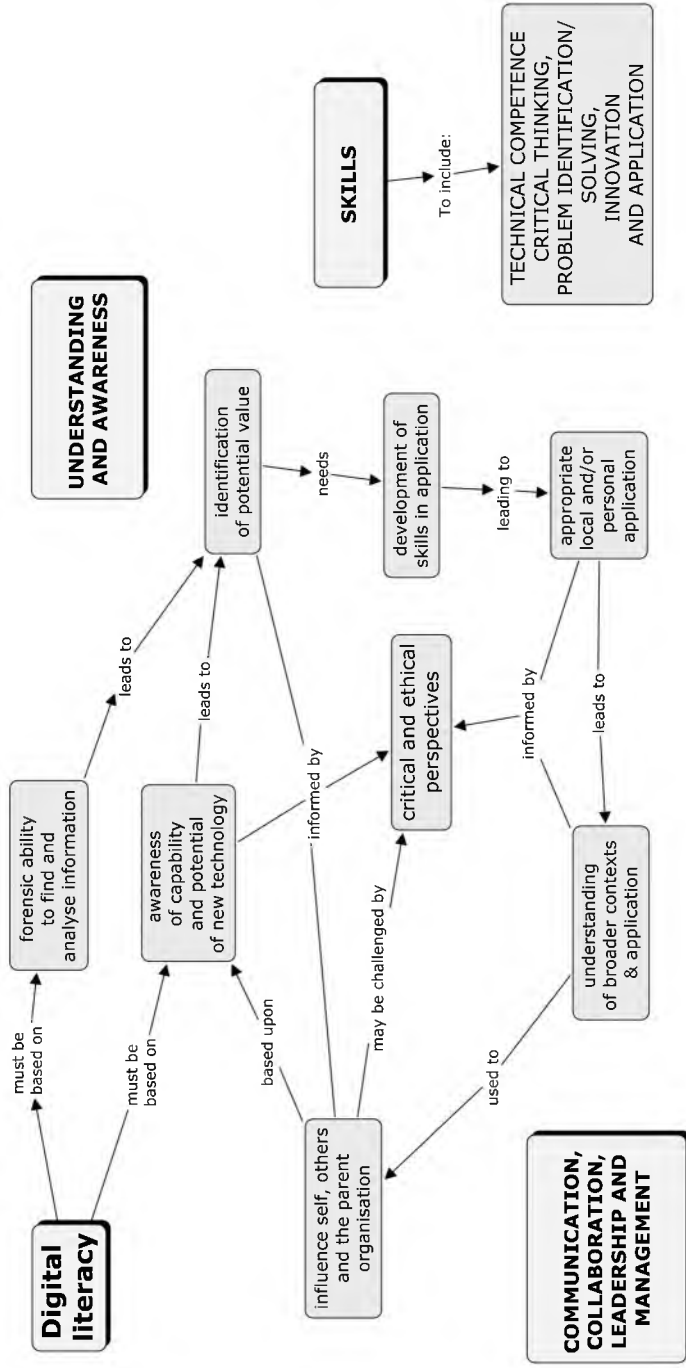 Digital
literacy
must be
based on
must be
based on
forensic ability
to find and
analyse information
leads to
awareness
of capability
and potential
of new technology
leads to
UNDERSTANDING
AND AWARENESS
identification
of potential value
needs
informed by
based upon
influence self, others
and the parent
organisation
may be challenged by
critical and ethical
perspectives
development of
skills in application
leading to
appropriate
local and/or
personal
application
informed by
leads to
used to
understanding
of broader contexts
& application
SKILLS
To include:
TECHNICAL COMPETENCE
CRITICAL THINKING,
PROBLEM IDENTIFICATION/
SOLVING,
INNOVATION
AND APPLICATION
COMMUNICATION,
COLLABORATION,
LEADERSHIP AND
MANAGEMENT